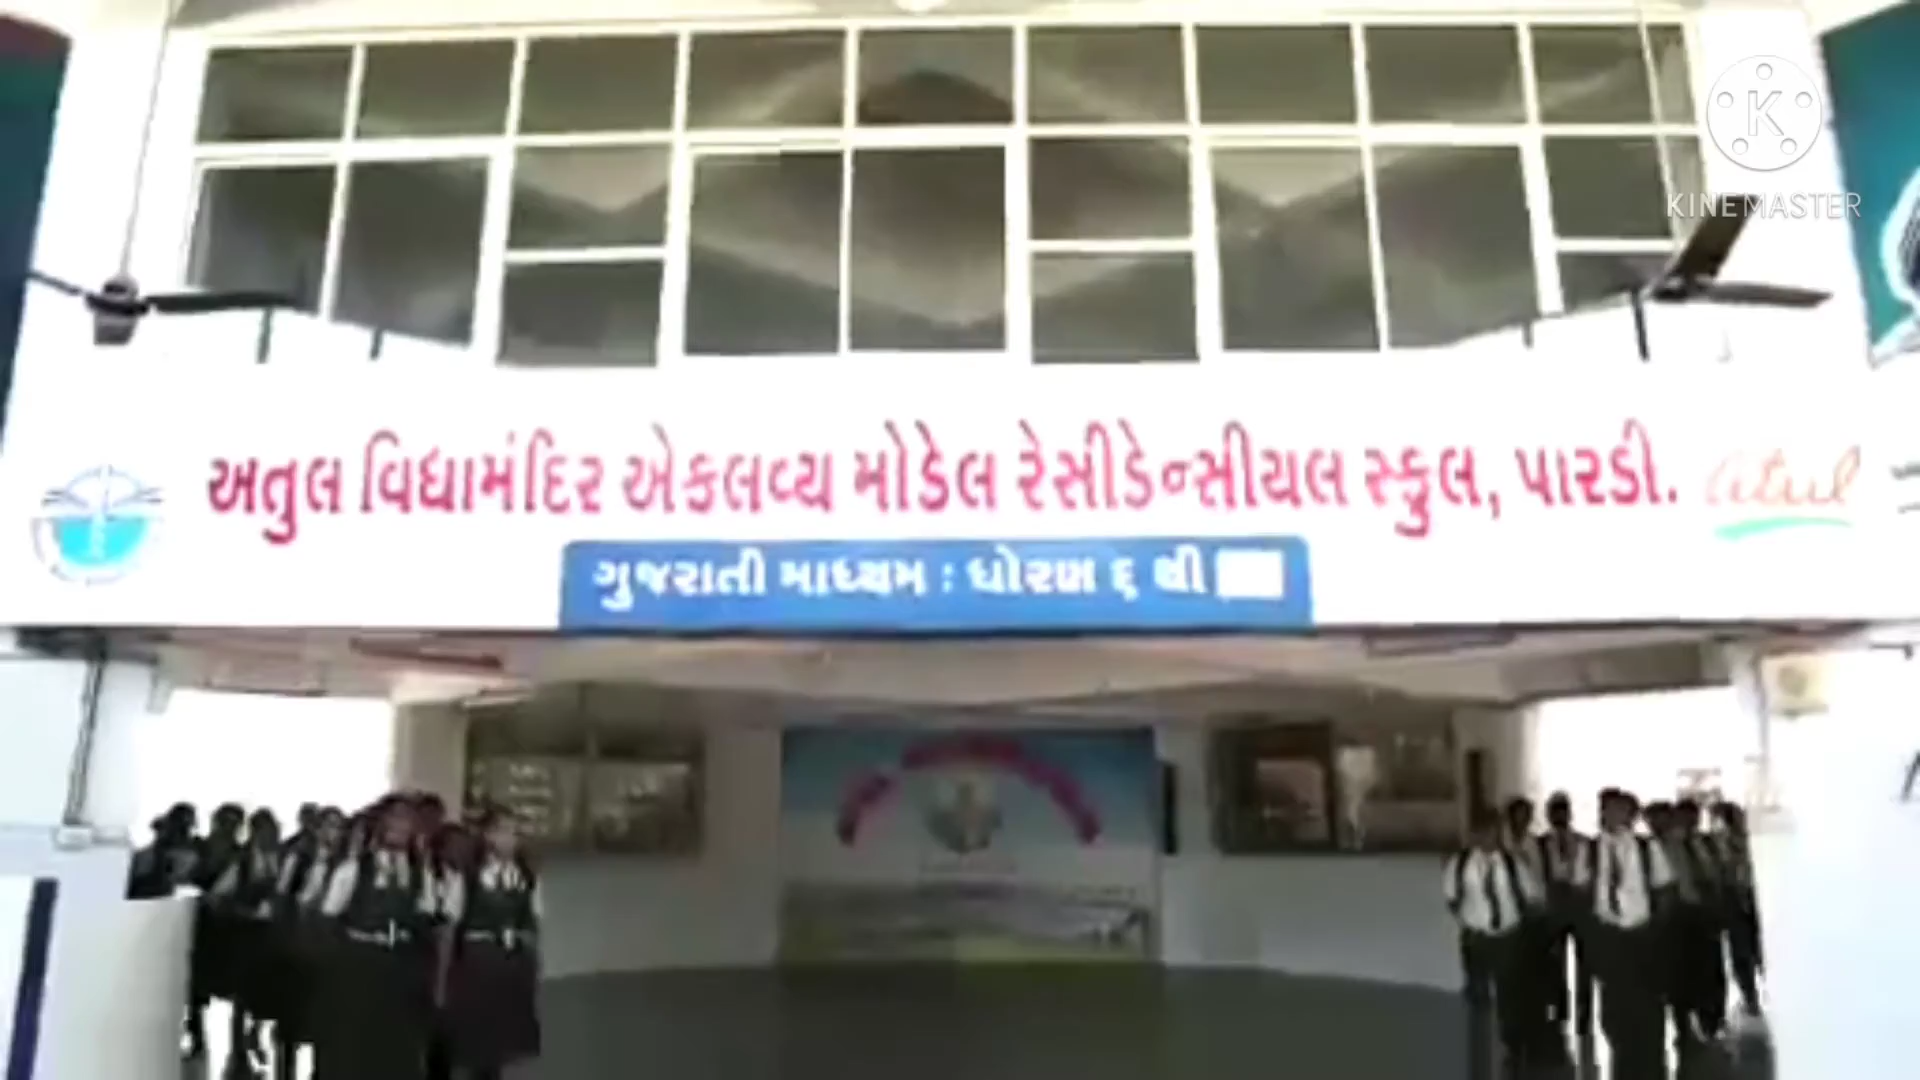 KINEMASTER
અતુલ વિદ્યામંદિર એકલવ્ય મોડેલ રેસીડેન્સીયલ સ્કુલ, પારડી.
atul
ગુજરાતી માધ્યમ : ધોરણ ૬ થી